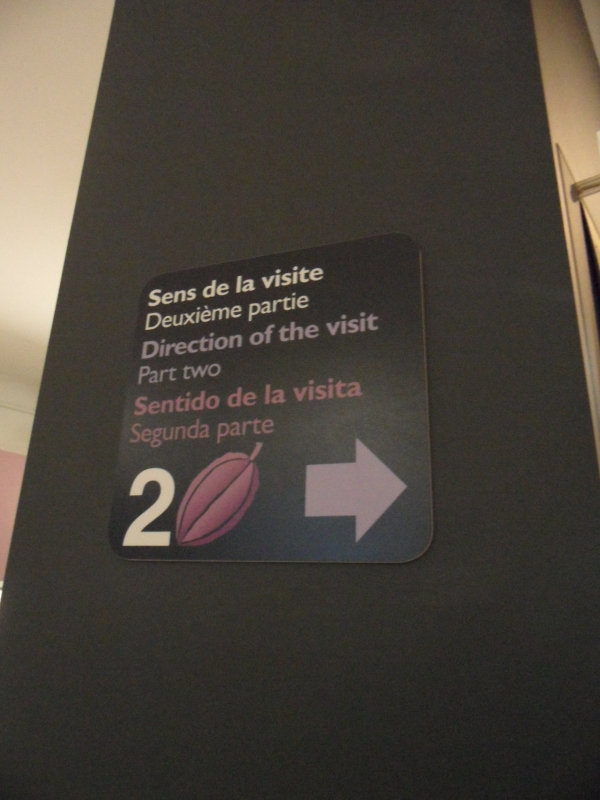 Sens de la visite
Deuxième partie
Direction of the visit
Part two
Sentido de la visita
Segunda parte
2